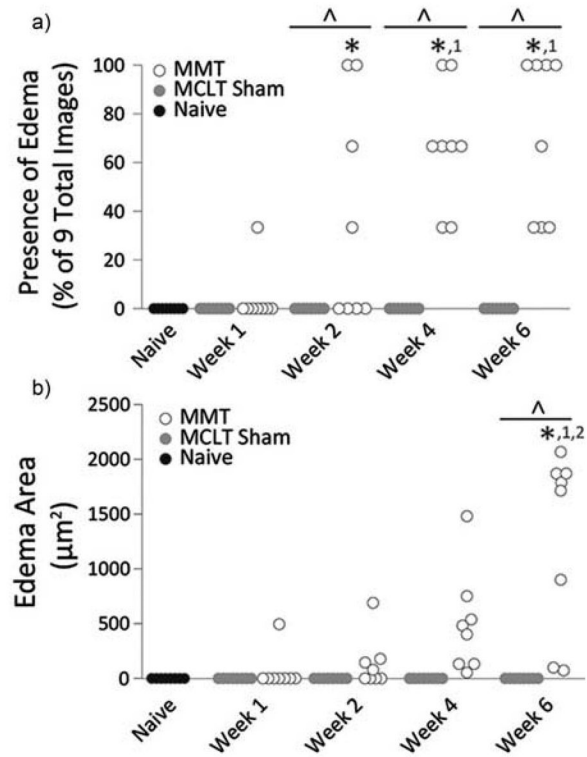 a)
^ ^ ^
* *,1 *,1
Presence of Edema
(% of 9 Total Images)
100
80
60
40
20
0
MMT
MCLT Sham
Naive
Naive
Week 1
Week 2
Week 4
Week 6
b)
^
*,1,2
Edema Area
(µm²)
2500
2000
1500
1000
500
0
MMT
MCLT Sham
Naive
Naive
Week 1
Week 2
Week 4
Week 6